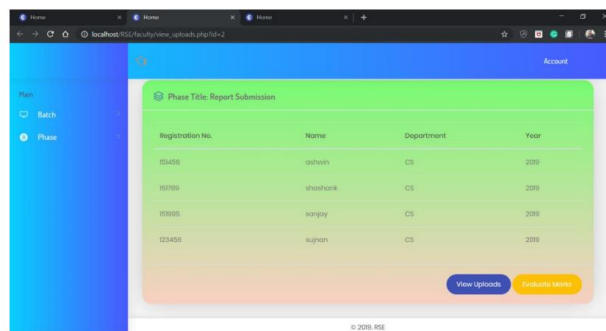 Home Home Home
localhost/RSE/faculty/view_uploads.php?id=2
Account
Main
Batch
Phase
Phase Title: Report Submission
Registration No. Name Department Year
151456 ashwin CS 2019
151789 shashank CS 2019
151995 sanjay CS 2019
123456 sujnan CS 2019
View Uploads Evaluate Marks
© 2019. RSE